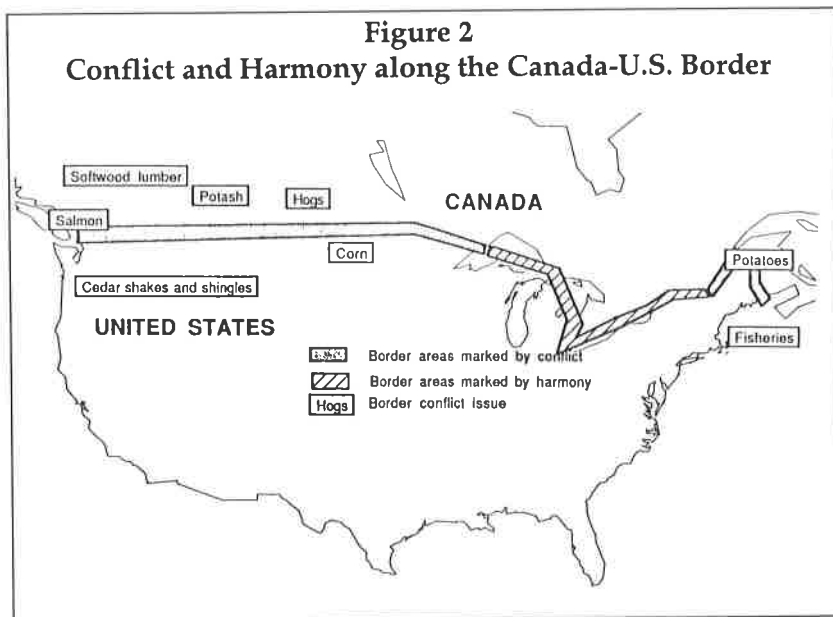 Figure 2
Conflict and Harmony along the Canada-U.S. Border
Softwood lumber
Potash
Hogs
CANADA
Salmon
Corn
Potatoes
Cedar shakes and shingles
UNITED STATES
Fisheries
Border areas marked by conflict
Border areas marked by harmony
Hogs Border conflict issue